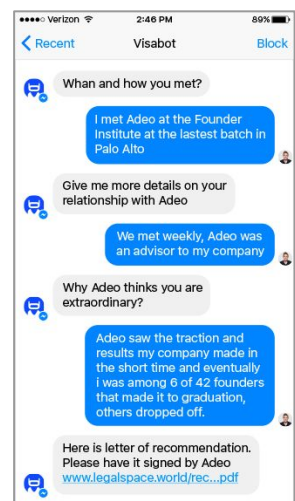 Verizon 2:46 PM 89%
Recent Visabot Block
Whan and how you met?
I met Adeo at the Founder
Institute at the lastest batch in
Palo Alto
Give me more details on your
relationship with Adeo
We met weekly, Adeo was
an advisor to my company
Why Adeo thinks you are
extraordinary?
Adeo saw the traction and
results my company made in
the short time and eventually
i was among 6 of 42 founders
that made it to graduation,
others dropped off.
Here is letter of recommendation.
Please have it signed by Adeo
www.legalspace.world/rec...pdf